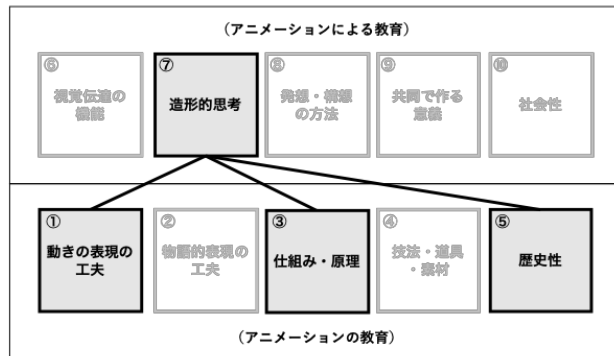 （アニメーションによる教育）
⑥
視覚伝達の
機能
⑦
造形的思考
⑧
発想・構想
の方法
⑨
共同で作る
意義
⑩
社会性
①
動きの表現の
工夫
②
物語的表現の
工夫
③
仕組み・原理
④
技法・道具
・素材
⑤
歴史性
（アニメーションの教育）